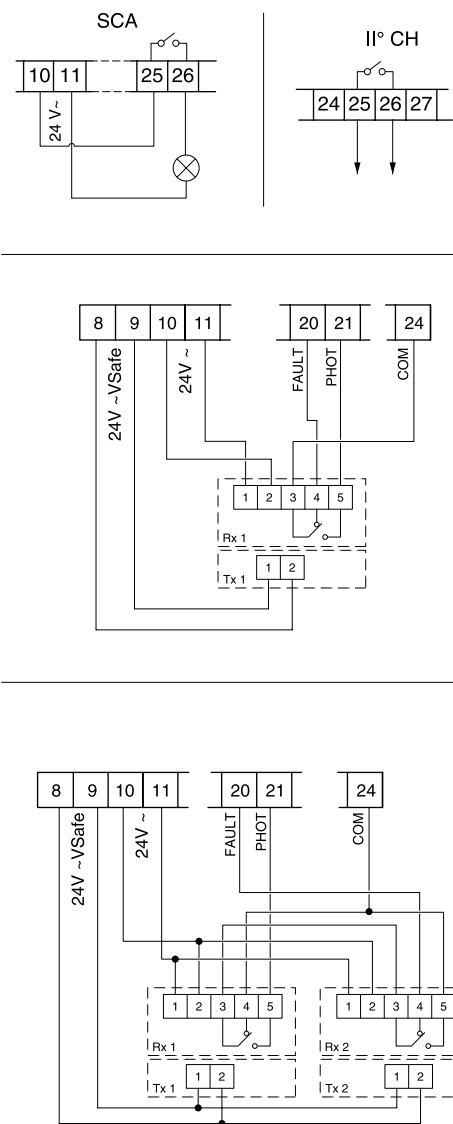 SCA
10 11 25 26
24 V~
II° CH
24 25 26 27
8 9 10 11 20 21 24
24V ~VSafe
24V ~
FAULT
PHOT
COM
1 2 3 4 5
Rx 1
1 2
Tx 1
8 9 10 11 20 21 24
24V ~VSafe
24V ~
FAULT
PHOT
COM
1 2 3 4 5
Rx 1
1 2
Tx 1
1 2 3 4 5
Rx 2
1 2
Tx 2